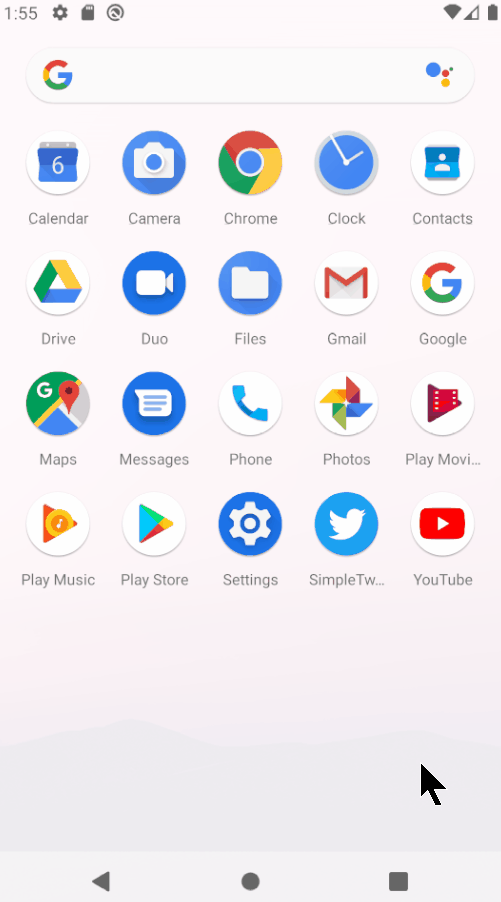 1:55
G
6
Calendar Camera Chrome Clock Contacts
Drive Duo Files Gmail Google
G
Maps Messages Phone Photos Play Movi...
Play Music Play Store Settings SimpleTw... YouTube